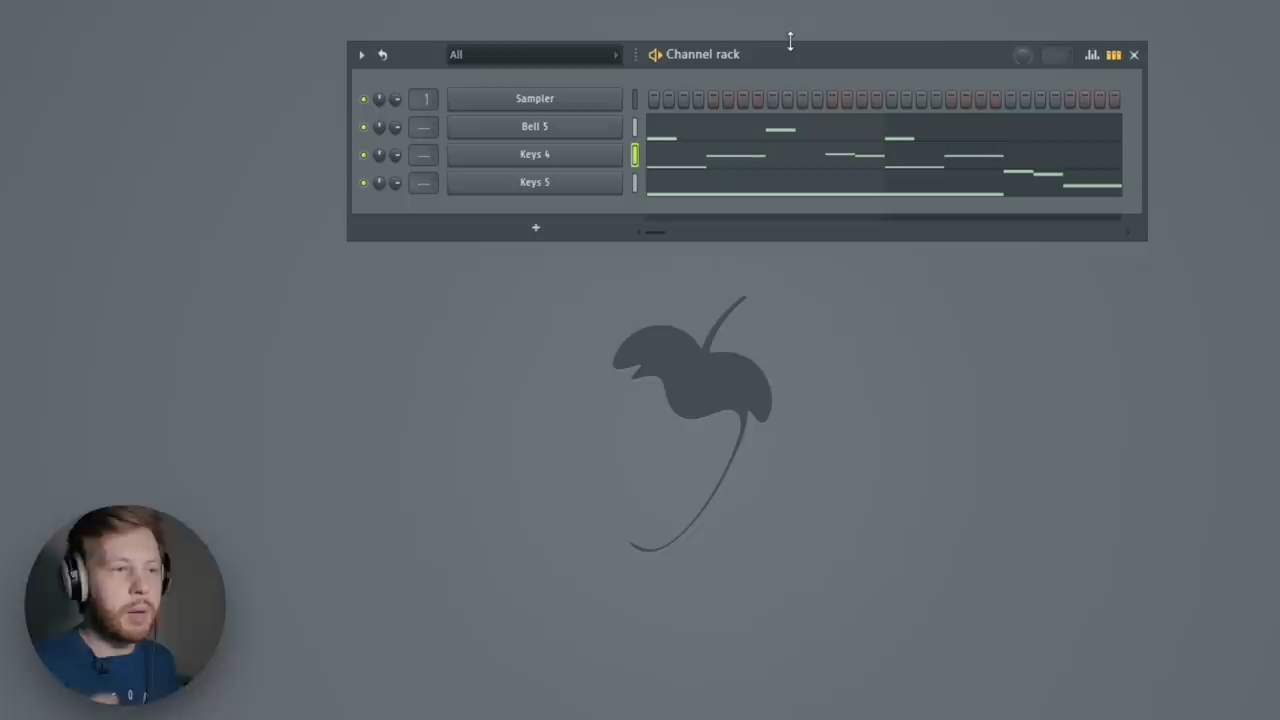 All
Channel rack
1
Sampler
---
Bell 5
---
Keys 4
---
Keys 5
+